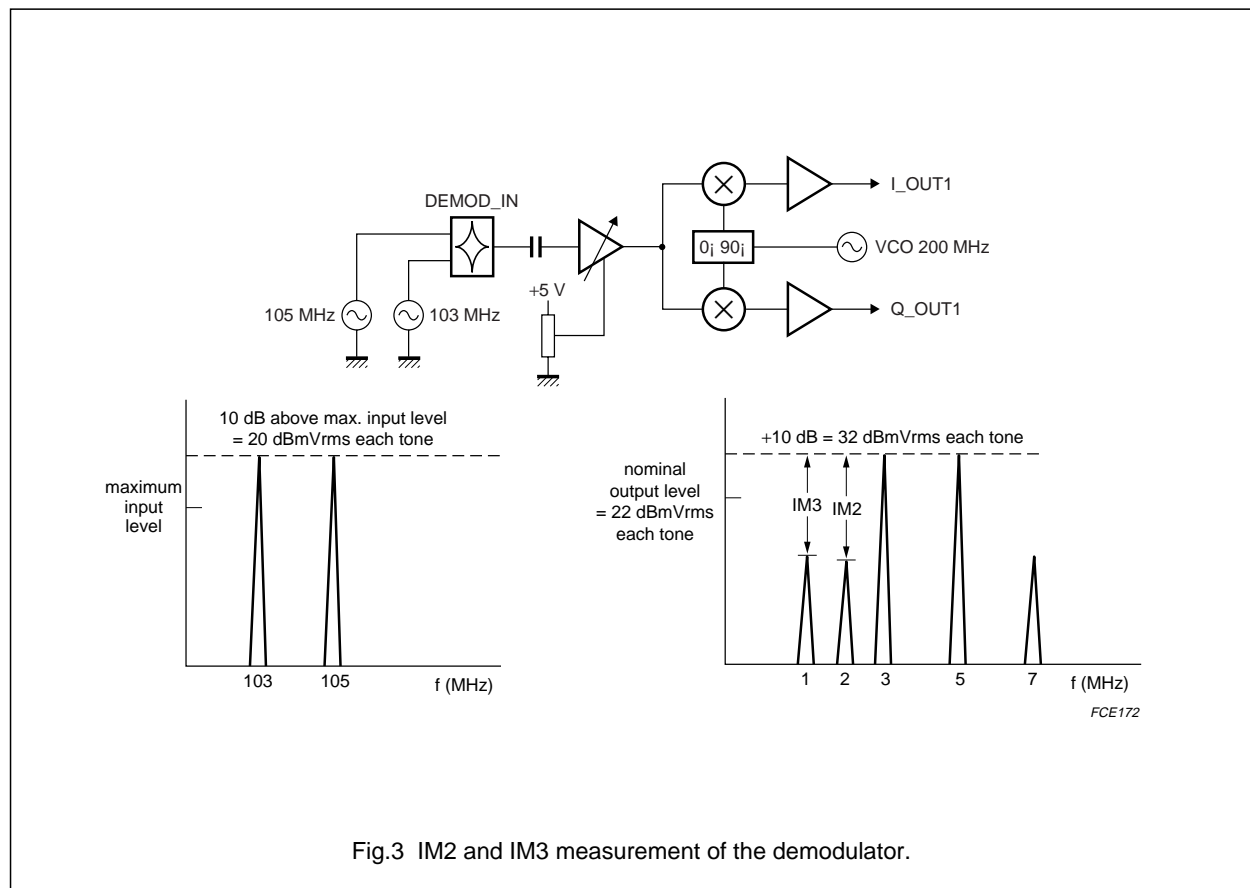 DEMOD_IN
I_OUT1
0¡ 90¡
VCO 200 MHz
+5 V
105 MHz
103 MHz
Q_OUT1
10 dB above max. input level
= 20 dBmVrms each tone
maximum
input
level
103
105
f (MHz)
+10 dB = 32 dBmVrms each tone
nominal
output level
= 22 dBmVrms
each tone
IM3
IM2
1
2
3
5
7
f (MHz)
FCE172
Fig.3 IM2 and IM3 measurement of the demodulator.